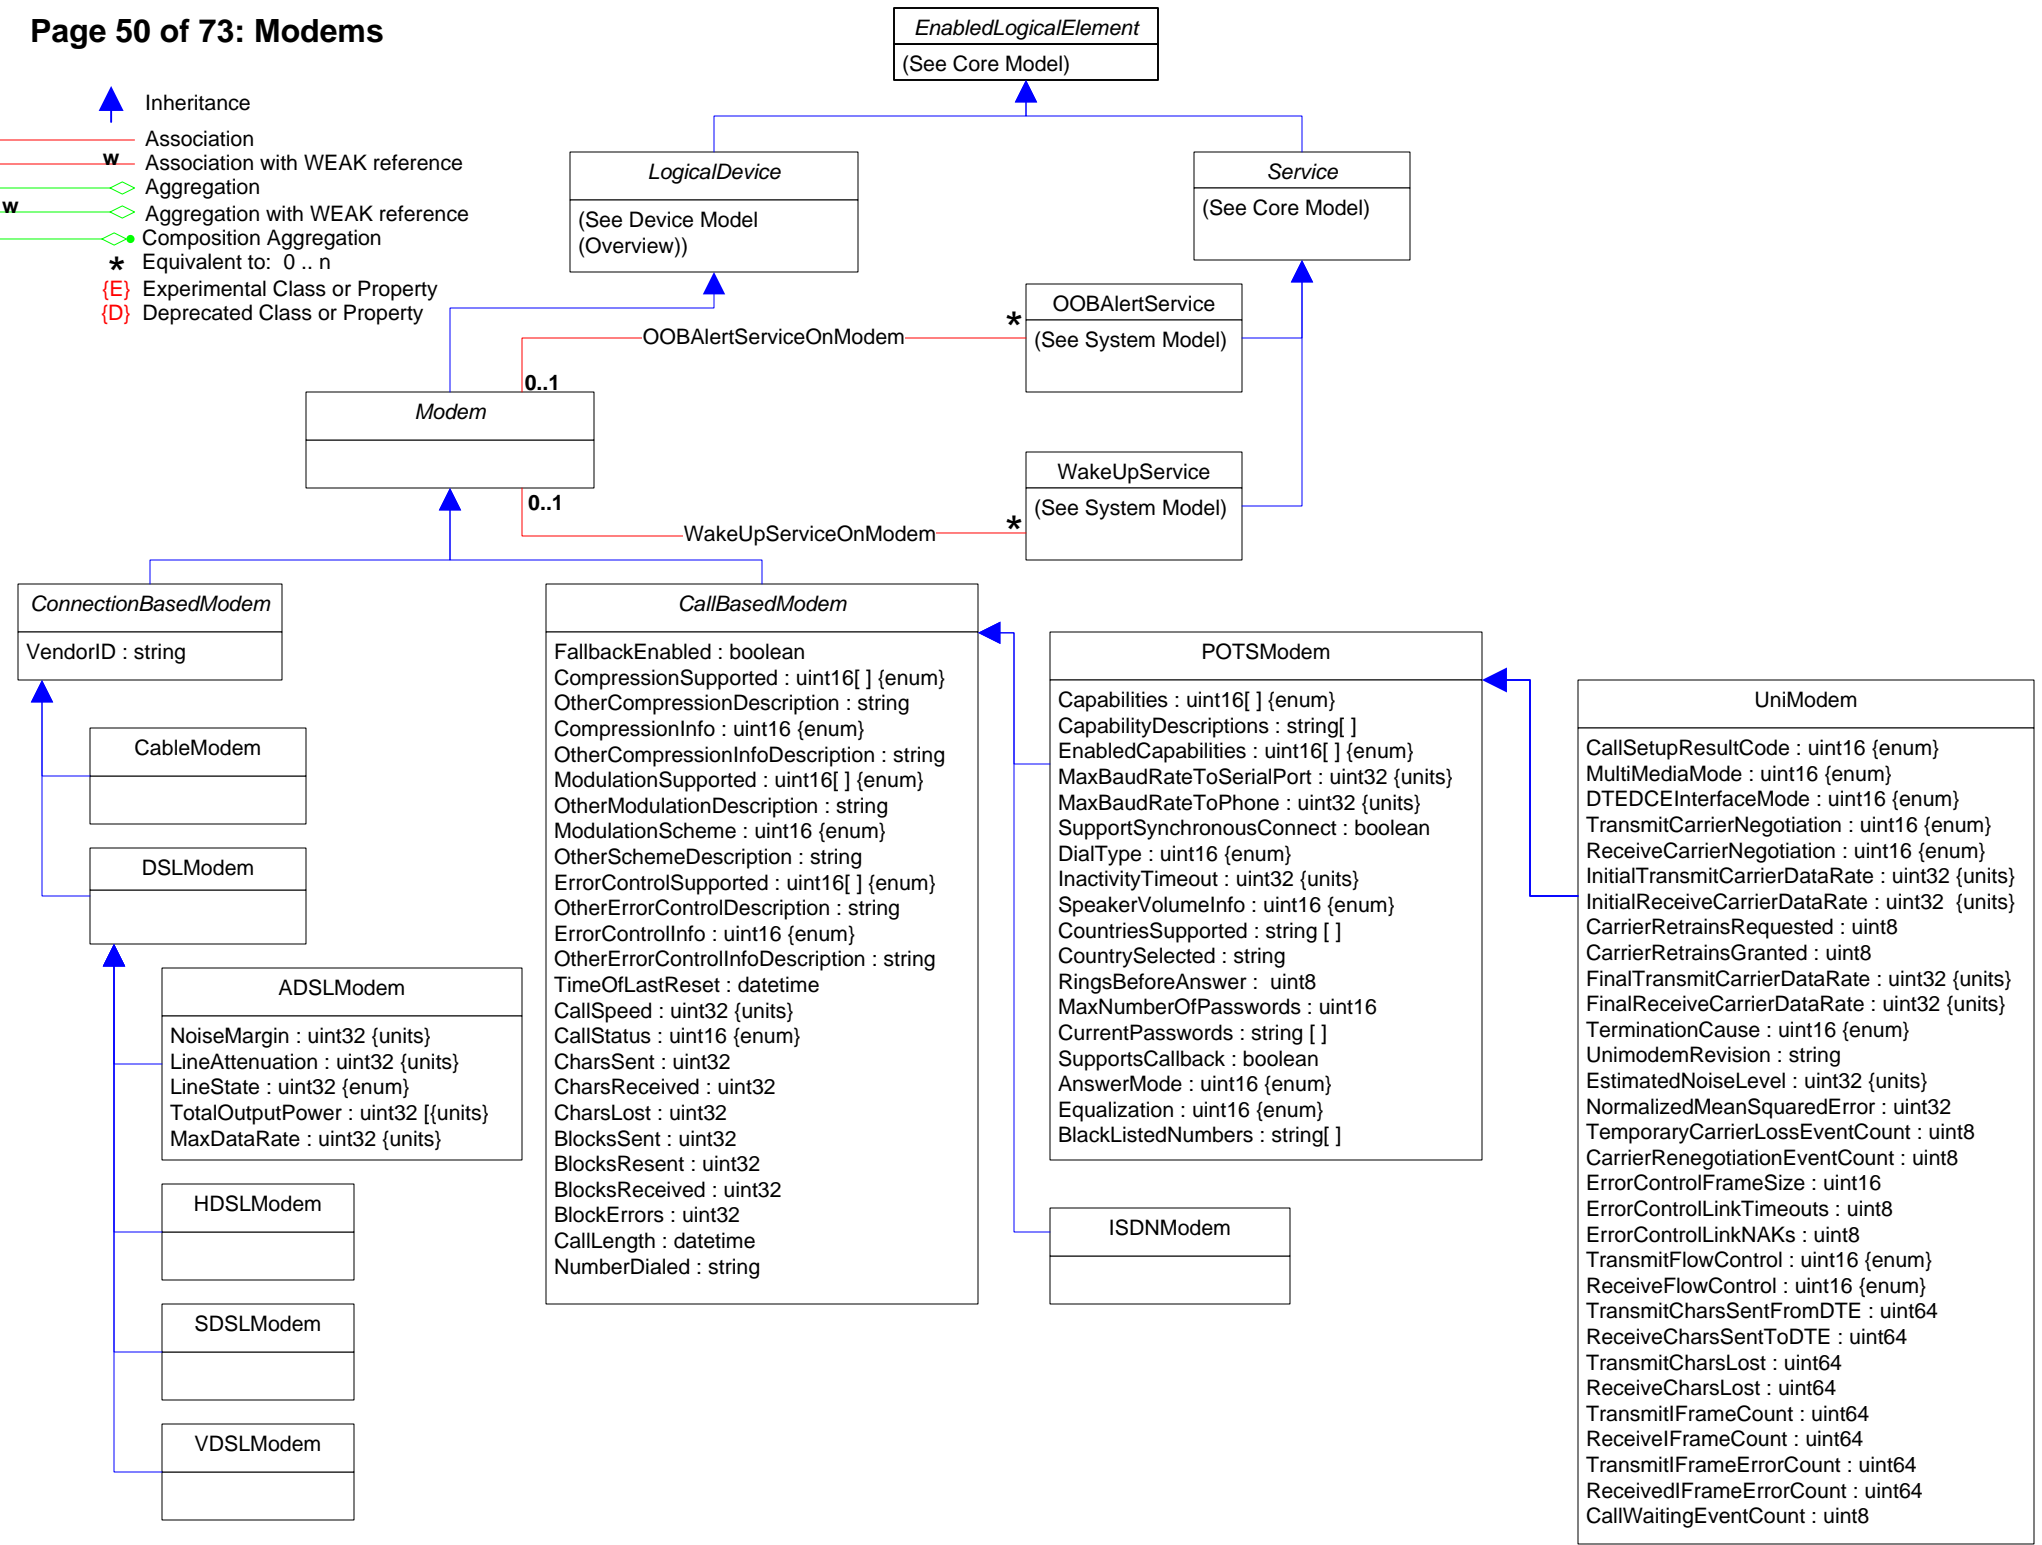 Page 50 of 73: Modems
Inheritance
Association
w
Association with WEAK reference
Aggregation
w
Aggregation with WEAK reference
Composition Aggregation
* Equivalent to: 0 .. n
{E} Experimental Class or Property
{D} Deprecated Class or Property
EnabledLogicalElement
(See Core Model)
LogicalDevice
(See Device Model
(Overview))
Service
(See Core Model)
OOBAlertService
(See System Model)
OOBAlertServiceOnModem
*
0..1
Modem
WakeUpService
(See System Model)
0..1
WakeUpServiceOnModem
*
ConnectionBasedModem
VendorID : string
CableModem
DSLModem
ADSLModem
NoiseMargin : uint32 {units}
LineAttenuation : uint32 {units}
LineState : uint32 {enum}
TotalOutputPower : uint32 [{units}
MaxDataRate : uint32 {units}
HDSLModem
SDSLModem
VDSLModem
CallBasedModem
FallbackEnabled : boolean
CompressionSupported : uint16[ ] {enum}
OtherCompressionDescription : string
CompressionInfo : uint16 {enum}
OtherCompressionInfoDescription : string
ModulationSupported : uint16[ ] {enum}
OtherModulationDescription : string
ModulationScheme : uint16 {enum}
OtherSchemeDescription : string
ErrorControlSupported : uint16[ ] {enum}
OtherErrorControlDescription : string
ErrorControlInfo : uint16 {enum}
OtherErrorControlInfoDescription : string
TimeOfLastReset : datetime
CallSpeed : uint32 {units}
CallStatus : uint16 {enum}
CharsSent : uint32
CharsReceived : uint32
CharsLost : uint32
BlocksSent : uint32
BlocksResent : uint32
BlocksReceived : uint32
BlockErrors : uint32
CallLength : datetime
NumberDialed : string
POTSModem
Capabilities : uint16[ ] {enum}
CapabilityDescriptions : string[ ]
EnabledCapabilities : uint16[ ] {enum}
MaxBaudRateToSerialPort : uint32 {units}
MaxBaudRateToPhone : uint32 {units}
SupportSynchronousConnect : boolean
DialType : uint16 {enum}
InactivityTimeout : uint32 {units}
SpeakerVolumeInfo : uint16 {enum}
CountriesSupported : string [ ]
CountrySelected : string
RingsBeforeAnswer : uint8
MaxNumberOfPasswords : uint16
CurrentPasswords : string [ ]
SupportsCallback : boolean
AnswerMode : uint16 {enum}
Equalization : uint16 {enum}
BlackListedNumbers : string[ ]
ISDNModem
UniModem
CallSetupResultCode : uint16 {enum}
MultiMediaMode : uint16 {enum}
DTEDCEInterfaceMode : uint16 {enum}
TransmitCarrierNegotiation : uint16 {enum}
ReceiveCarrierNegotiation : uint16 {enum}
InitialTransmitCarrierDataRate : uint32 {units}
InitialReceiveCarrierDataRate : uint32 {units}
CarrierRetrainsRequested : uint8
CarrierRetrainsGranted : uint8
FinalTransmitCarrierDataRate : uint32 {units}
FinalReceiveCarrierDataRate : uint32 {units}
TerminationCause : uint16 {enum}
UnimodemRevision : string
EstimatedNoiseLevel : uint32 {units}
NormalizedMeanSquaredError : uint32
TemporaryCarrierLossEventCount : uint8
CarrierRenegotiationEventCount : uint8
ErrorControlFrameSize : uint16
ErrorControlLinkTimeouts : uint8
ErrorControlLinkNAKs : uint8
TransmitFlowControl : uint16 {enum}
ReceiveFlowControl : uint16 {enum}
TransmitCharsSentFromDTE : uint64
ReceiveCharsSentToDTE : uint64
TransmitCharsLost : uint64
ReceiveCharsLost : uint64
TransmitIFrameCount : uint64
ReceiveIFrameCount : uint64
TransmitIFrameErrorCount : uint64
ReceivedIFrameErrorCount : uint64
CallWaitingEventCount : uint8